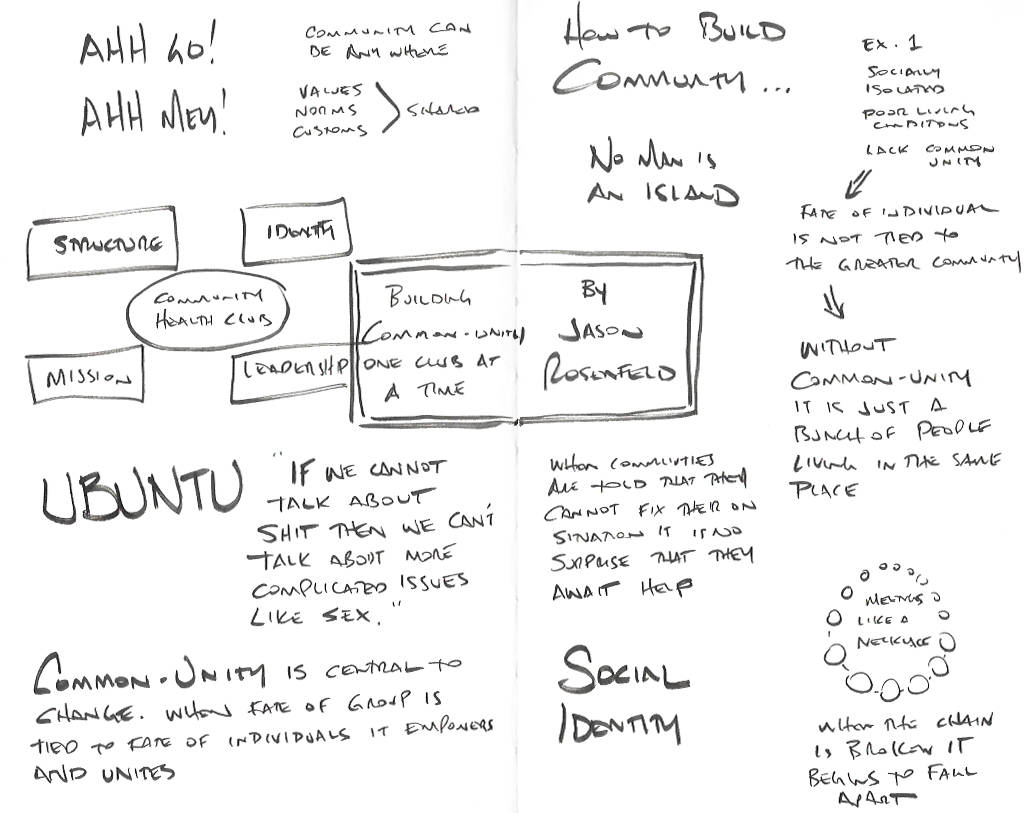 AHH GO!
AHH MEY!
COMMUNITY CAN
BE ANY WHERE
VALUES
NORMS
CUSTOMS
SHARED
STRUCTURE
IDENTITY
COMMUNITY
HEALTH CLUB
MISSION
LEADERSHIP
BUILDING
COMMON-UNITY
ONE CLUB AT
A TIME
BY
JASON
ROSENFELD
UBUNTU
"IF WE CANNOT
TALK ABOUT
SHIT THEN WE CAN'T
TALK ABOUT MORE
COMPLICATED ISSUES
LIKE SEX."
COMMON-UNITY IS CENTRAL TO
CHANGE. WHEN FATE OF GROUP IS
TIED TO FATE OF INDIVIDUALS IT EMPOWERS
AND UNITES
HOW TO BUILD
COMMUNITY...
NO MAN IS
AN ISLAND
EX. 1
SOCIALLY
ISOLATED
POOR LIVING
CONDITIONS
LACK COMMON
UNITY
FATE OF INDIVIDUAL
IS NOT TIED TO
THE GREATER COMMUNITY
WITHOUT
COMMON-UNITY
IT IS JUST A
BUNCH OF PEOPLE
LIVING IN THE SAME
PLACE
WHEN COMMUNITIES
ARE TOLD THAT THEY
CANNOT FIX THEIR OWN
SITUATION IT IS NO
SURPRISE THAT THEY
AWAIT HELP
SOCIAL
IDENTITY
MEETINGS
LIKE A
NECKLACE
WHEN THE CHAIN
IS BROKEN IT
BEGINS TO FALL
APART